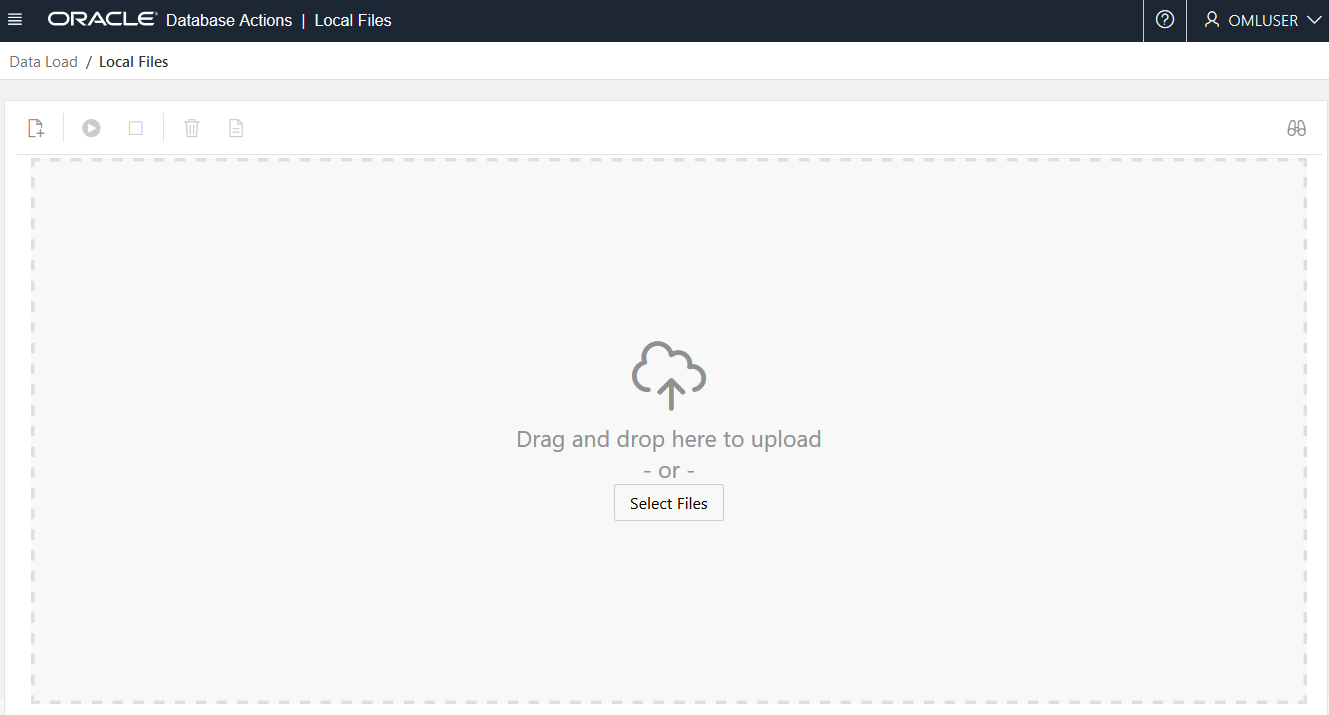 ORACLE Database Actions | Local Files
OMLUSER
Data Load / Local Files
Drag and drop here to upload
- or -
Select Files